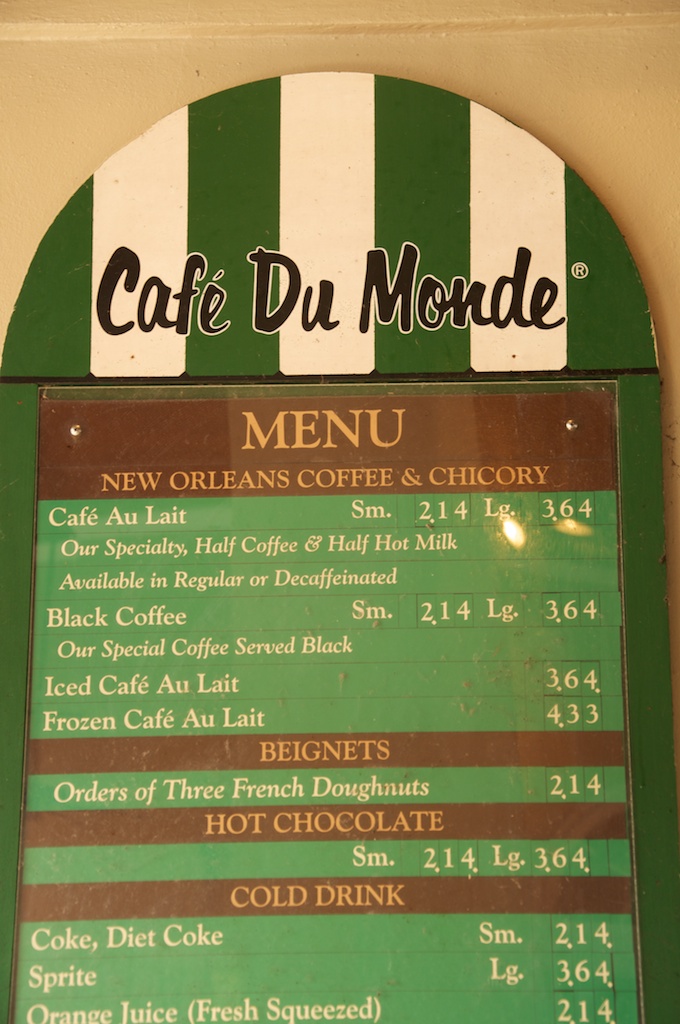 Café Du Monde®
MENU
NEW ORLEANS COFFEE & CHICORY
Café Au Lait Sm. 2.14 Lg. 3.64
Our Specialty, Half Coffee & Half Hot Milk
Available in Regular or Decaffeinated
Black Coffee Sm. 2.14 Lg. 3.64
Our Special Coffee Served Black
Iced Café Au Lait 3.64
Frozen Café Au Lait 4.33
BEIGNETS
Orders of Three French Doughnuts 2.14
HOT CHOCOLATE
Sm. 2.14 Lg. 3.64
COLD DRINK
Coke, Diet Coke Sm. 2.14
Sprite Lg. 3.64
Orange Juice (Fresh Squeezed) 2.14